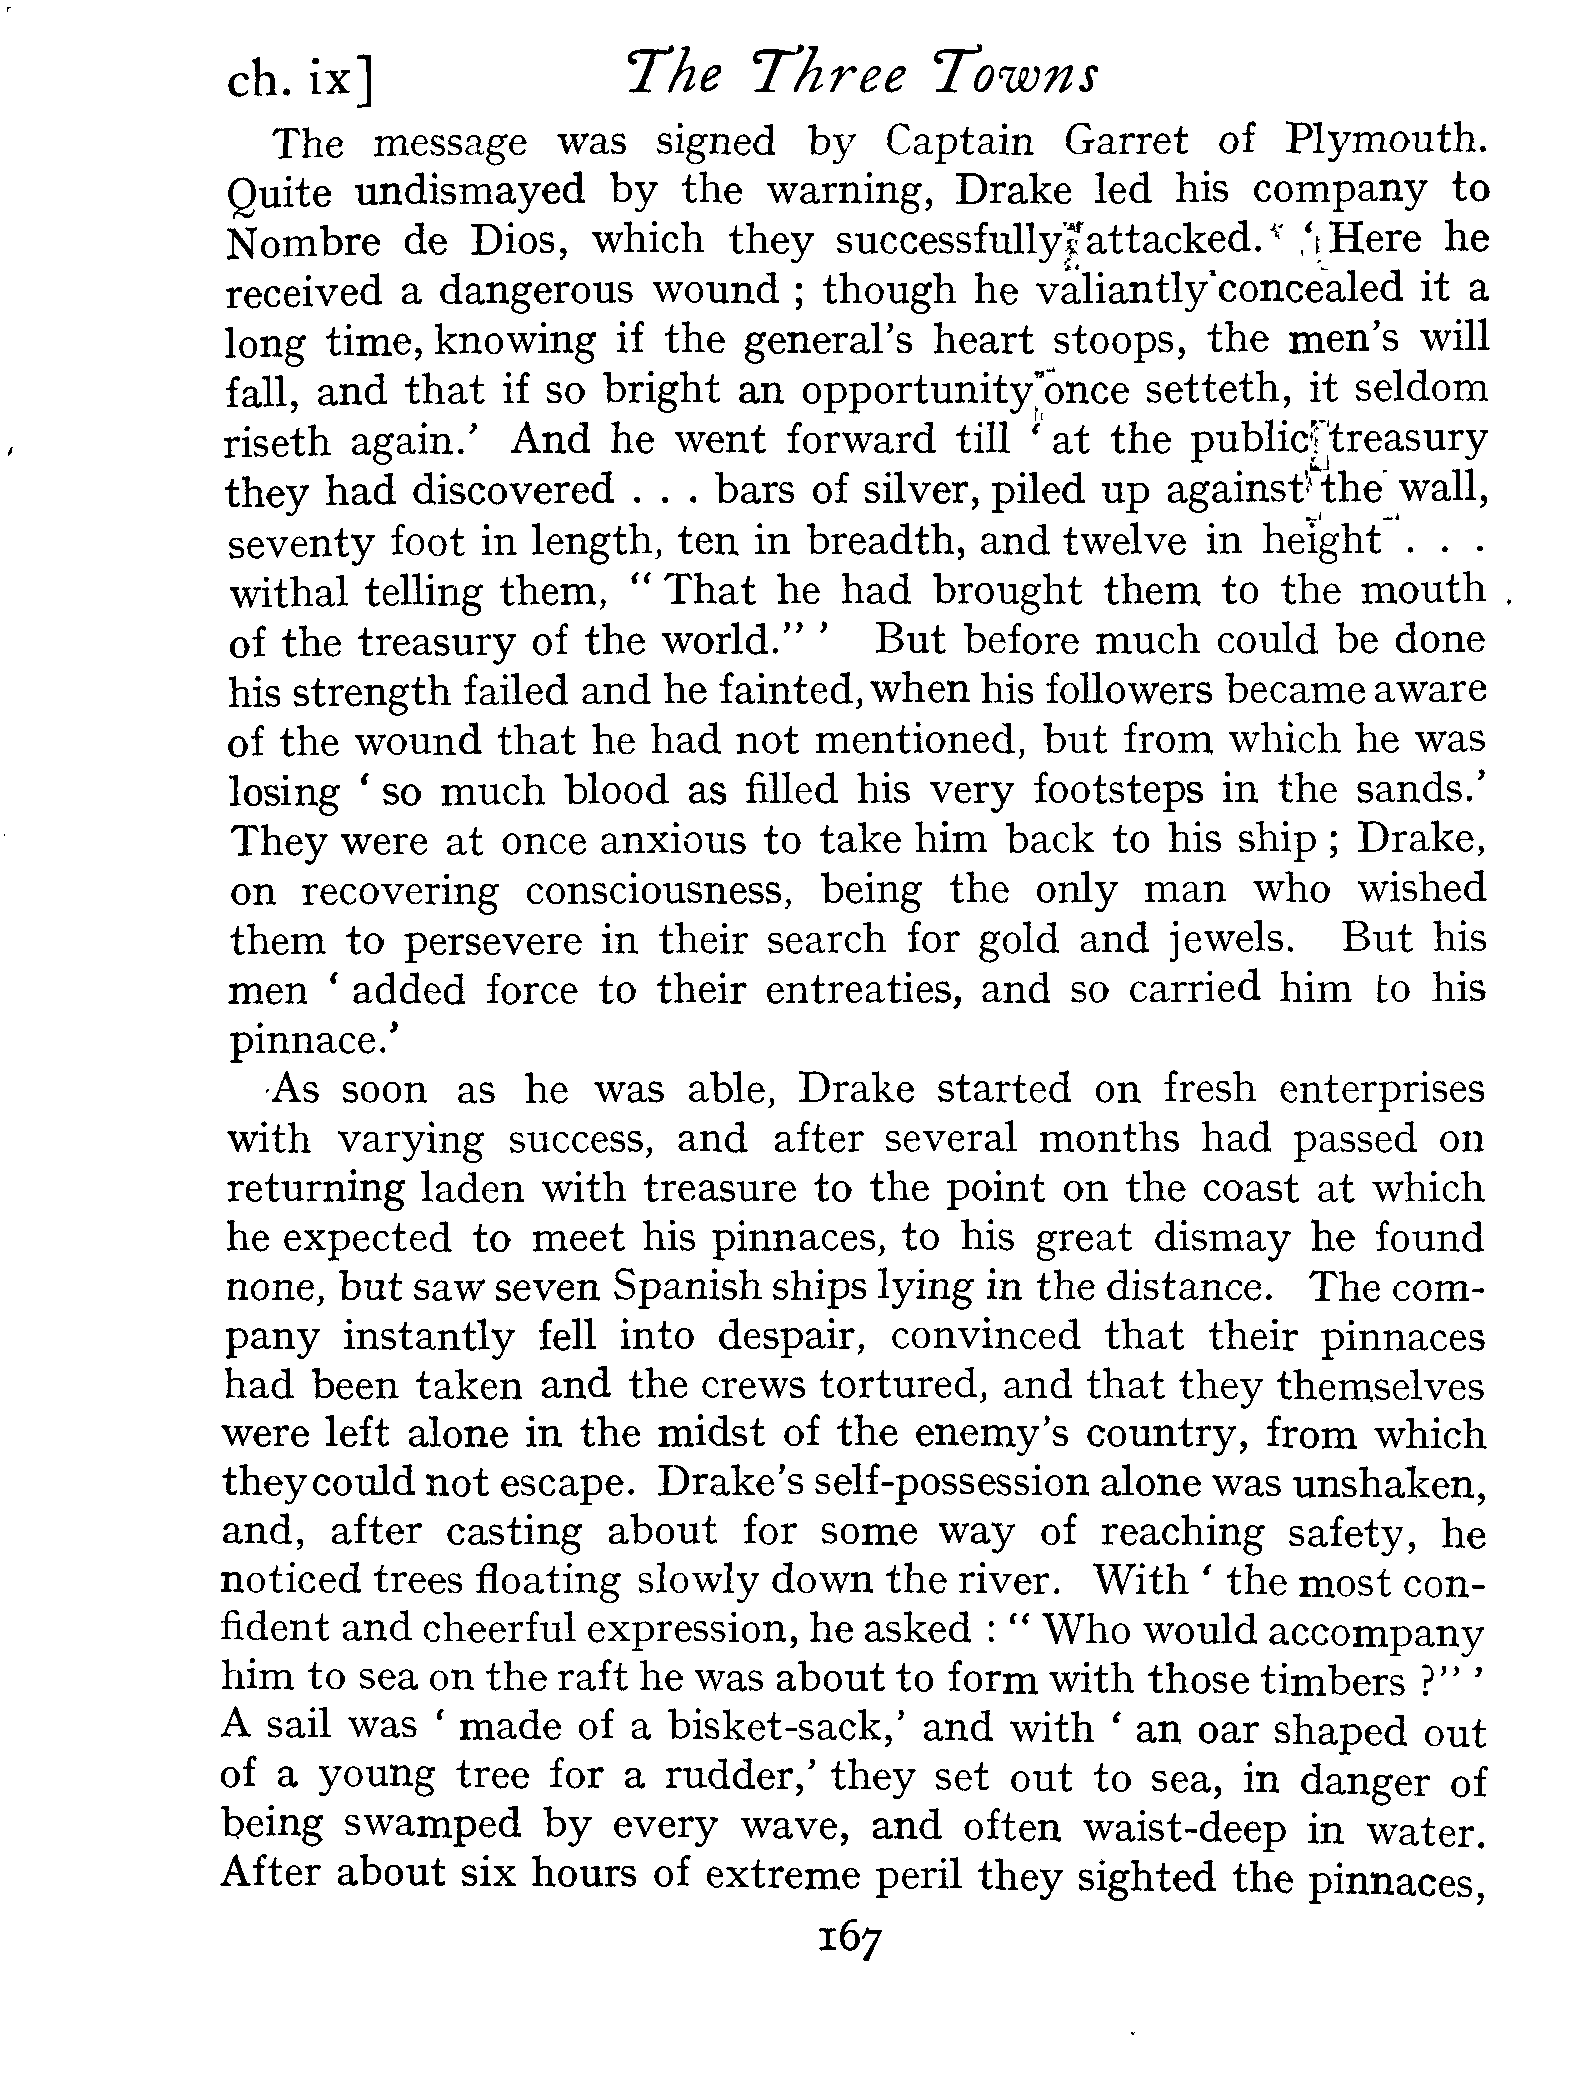 ch. ix] The Three Towns
The message was signed by Captain Garret of Plymouth.
Quite undismayed by the warning, Drake led his company to
Nombre de Dios, which they successfully attacked. ‘ Here he
received a dangerous wound ; though he valiantly concealed it a
long time, knowing if the general’s heart stoops, the men’s will
fall, and that if so bright an opportunity once setteth, it seldom
riseth again.’ And he went forward till ‘ at the public treasury
they had discovered . . . bars of silver, piled up against the wall,
seventy foot in length, ten in breadth, and twelve in height . . .
withal telling them, “ That he had brought them to the mouth
of the treasury of the world.” ’ But before much could be done
his strength failed and he fainted, when his followers became aware
of the wound that he had not mentioned, but from which he was
losing ‘ so much blood as filled his very footsteps in the sands.’
They were at once anxious to take him back to his ship ; Drake,
on recovering consciousness, being the only man who wished
them to persevere in their search for gold and jewels. But his
men ‘ added force to their entreaties, and so carried him to his
pinnace.’
As soon as he was able, Drake started on fresh enterprises
with varying success, and after several months had passed on
returning laden with treasure to the point on the coast at which
he expected to meet his pinnaces, to his great dismay he found
none, but saw seven Spanish ships lying in the distance. The com-
pany instantly fell into despair, convinced that their pinnaces
had been taken and the crews tortured, and that they themselves
were left alone in the midst of the enemy’s country, from which
they could not escape. Drake’s self-possession alone was unshaken,
and, after casting about for some way of reaching safety, he
noticed trees floating slowly down the river. With ‘ the most con-
fident and cheerful expression, he asked : “ Who would accompany
him to sea on the raft he was about to form with those timbers ?” ’
A sail was ‘ made of a bisket-sack,’ and with ‘ an oar shaped out
of a young tree for a rudder,’ they set out to sea, in danger of
being swamped by every wave, and often waist-deep in water.
After about six hours of extreme peril they sighted the pinnaces,
167